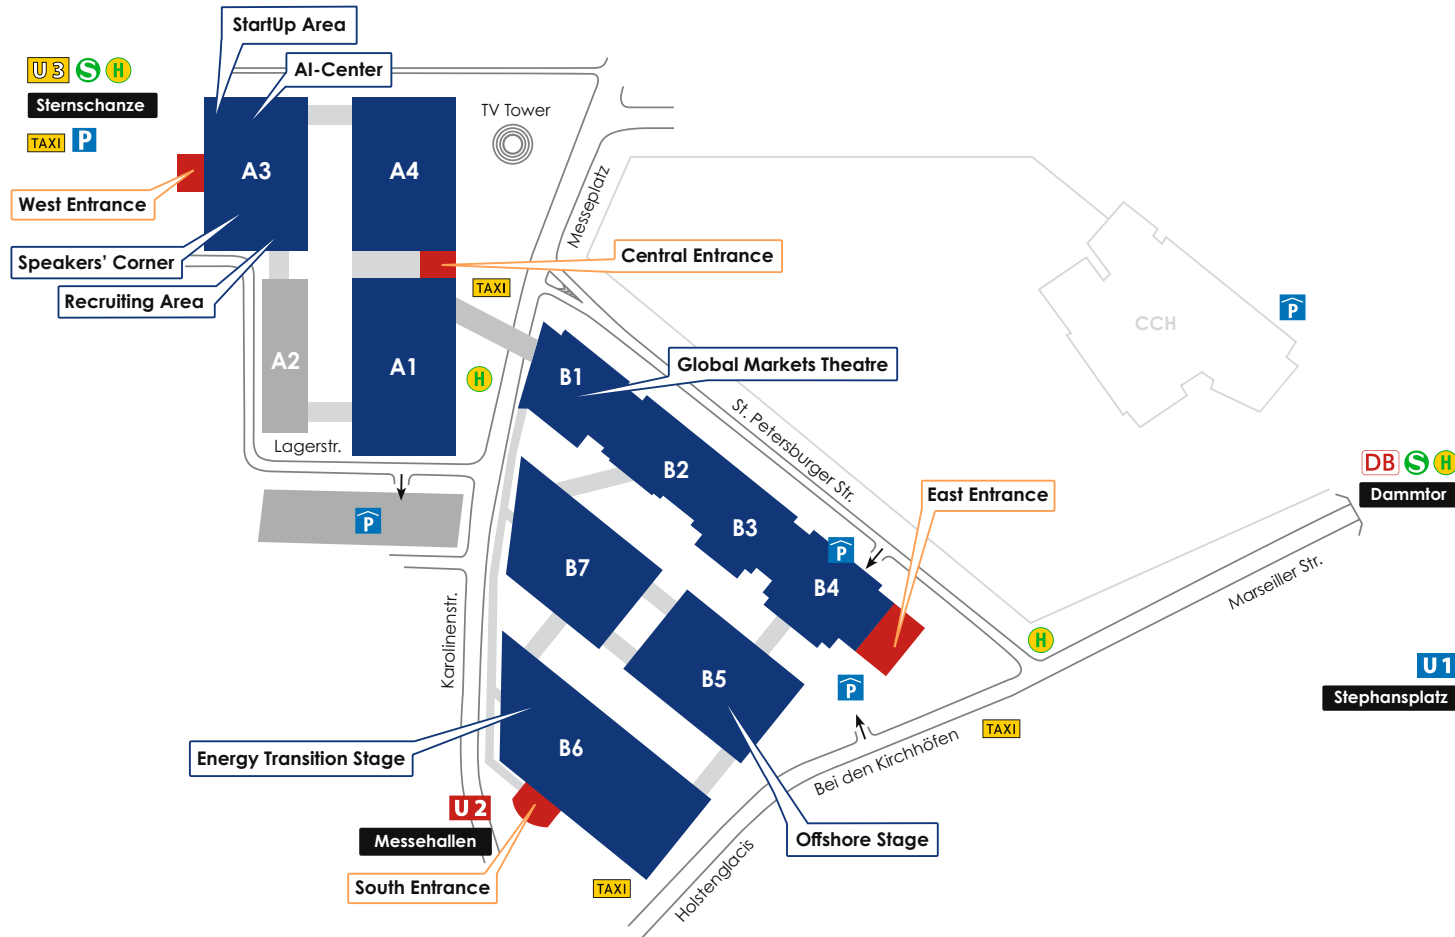 StartUp Area
U3 S H
AI-Center
Sternschanze
TV Tower
TAXI P
A3
A4
Messeplatz
West Entrance
Speakers' Corner
Central Entrance
Recruiting Area
TAXI
P
CCH
A2
A1
H
B1
Global Markets Theatre
St. Petersburger Str.
Lagerstr.
B2
DB S H
East Entrance
Dammtor
P
B3
P
B7
B4
Marseiller Str.
Karolinenstr.
H
B5
P
U1
Stephansplatz
TAXI
B6
Energy Transition Stage
Bei den Kirchhöfen
U2
Messehallen
Offshore Stage
South Entrance
TAXI
Holstenglacis